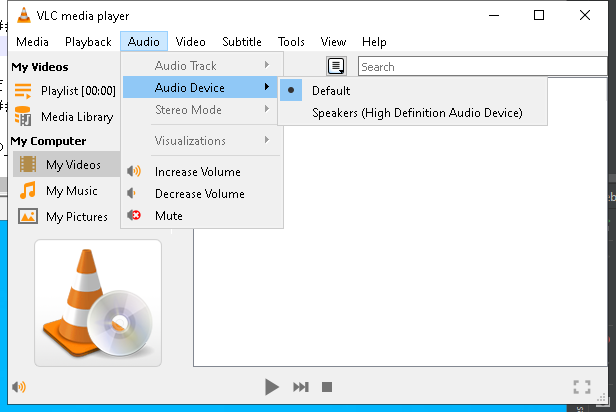 VLC media player
Media Playback Audio Video Subtitle Tools View Help
My Videos
Playlist [00:00]
Media Library
My Computer
My Videos
My Music
My Pictures
Audio Track
Audio Device
Stereo Mode
Visualizations
Increase Volume
Decrease Volume
Mute
Search
Default
Speakers (High Definition Audio Device)